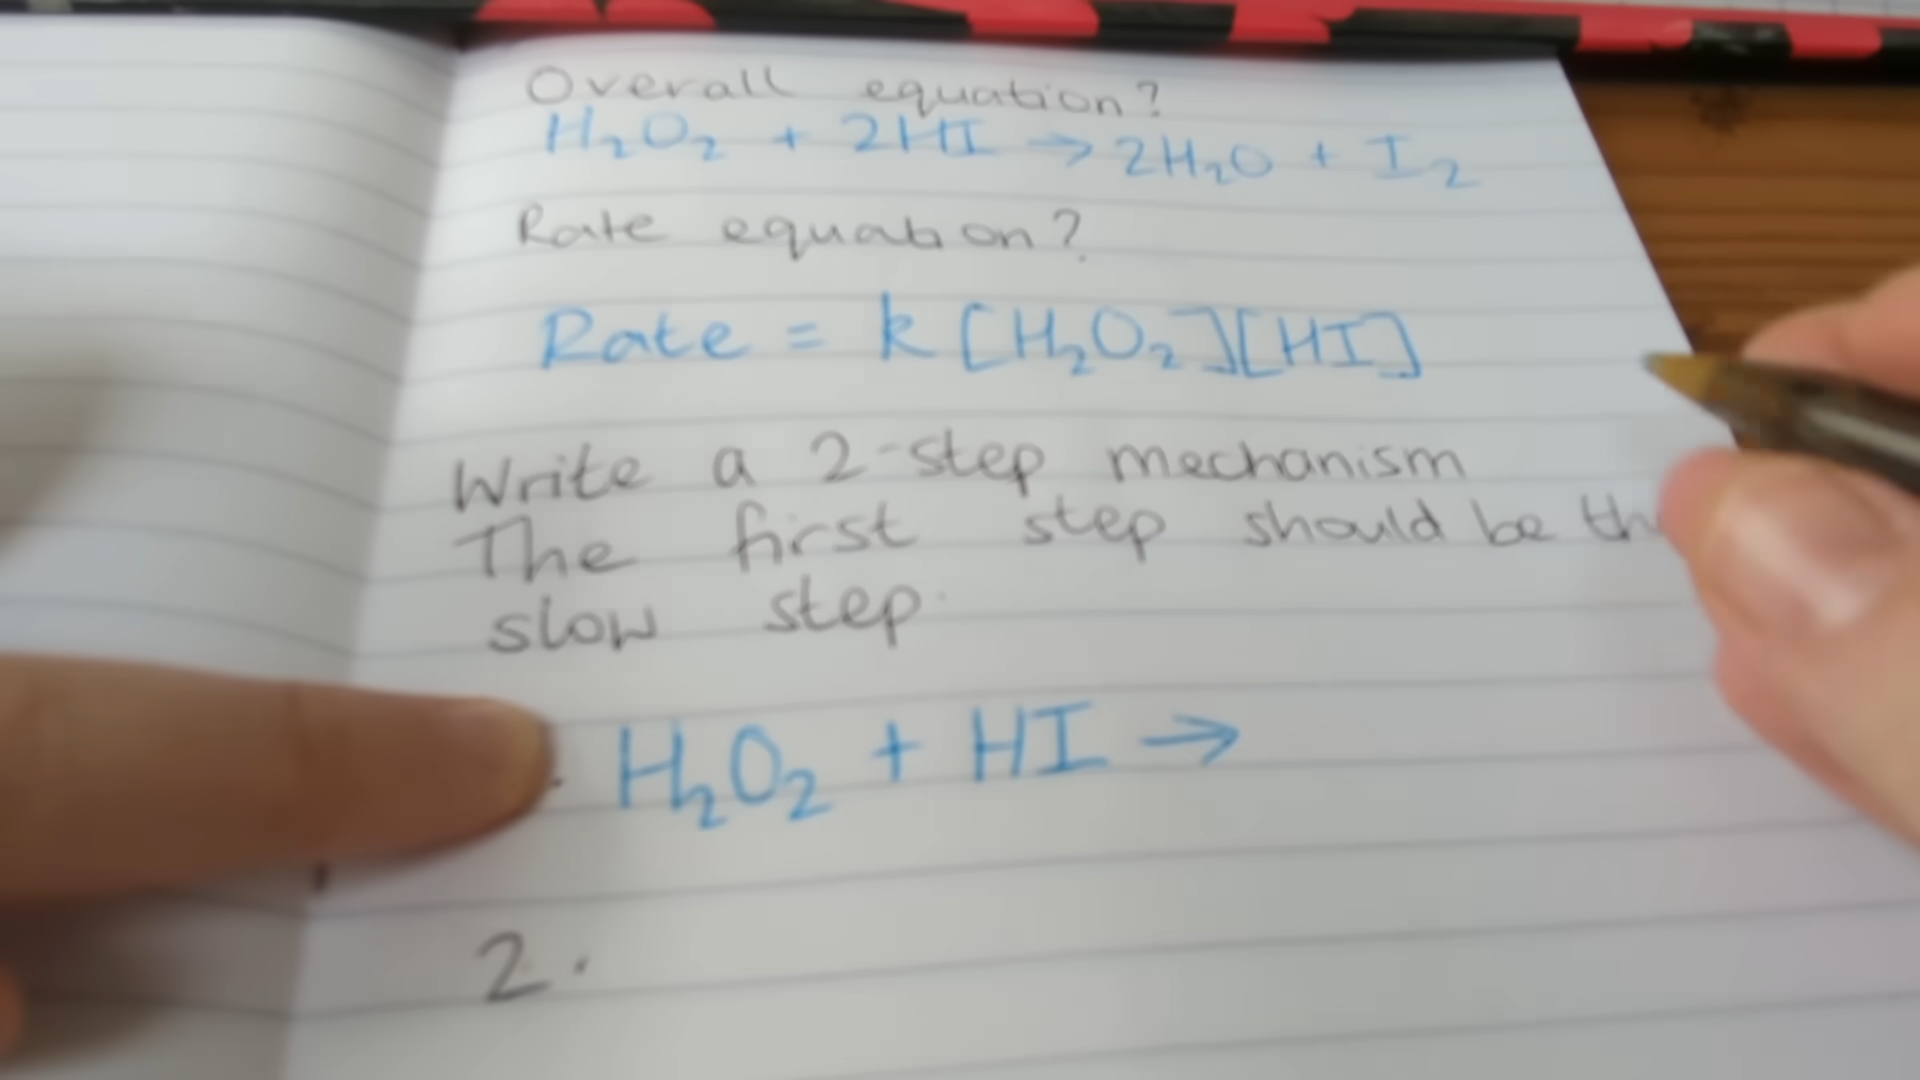 Overall equation?
H₂O₂ + 2HI → 2H₂O + I₂
Rate equation?
Rate = k[H₂O₂][HI]
Write a 2-step mechanism
The first step should be
slow step.
H₂O₂ + HI →
2.